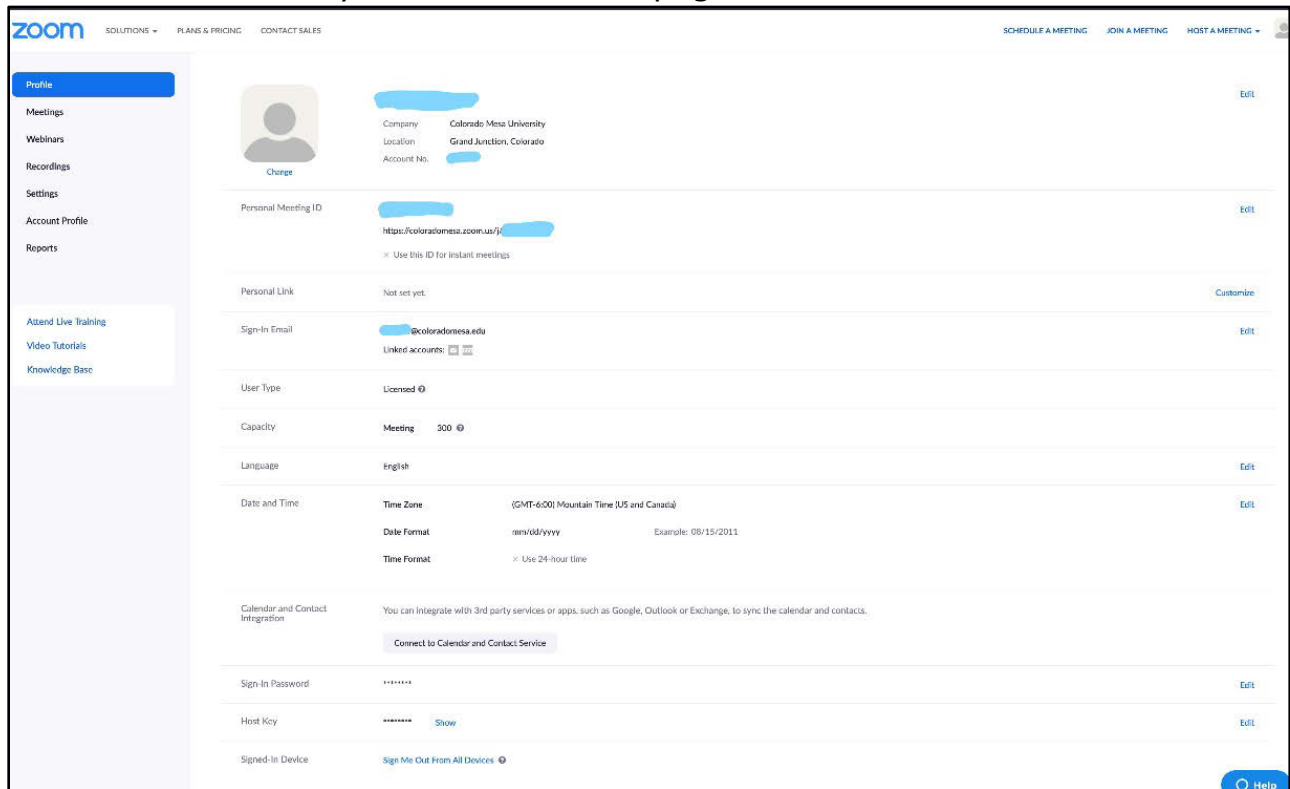 zoom SOLUTIONS PLANS & PRICING CONTACT SALES SCHEDULE A MEETING JOIN A MEETING HOST A MEETING
Profile
Meetings
Webinars
Recordings
Settings
Account Profile
Reports
Attend Live Training
Video Tutorials
Knowledge Base
Change
Edit
Company Colorado Mesa University
Location Grand Junction, Colorado
Account No.
Personal Meeting ID Edit
https://coloradomesa.zoom.us/j/
× Use this ID for instant meetings
Personal Link Not set yet. Customize
Sign-In Email @coloradomesa.edu Edit
Linked accounts:
User Type Licensed
Capacity Meeting 300
Language English Edit
Date and Time Time Zone (GMT-6:00) Mountain Time (US and Canada) Edit
Date Format mm/dd/yyyy Example: 08/15/2011
Time Format × Use 24-hour time
Calendar and Contact
Integration
You can integrate with 3rd party services or apps, such as Google, Outlook or Exchange, to sync the calendar and contacts.
Connect to Calendar and Contact Service
Sign-In Password ******** Edit
Host Key ******** Show Edit
Signed-In Device Sign Me Out From All Devices
Help